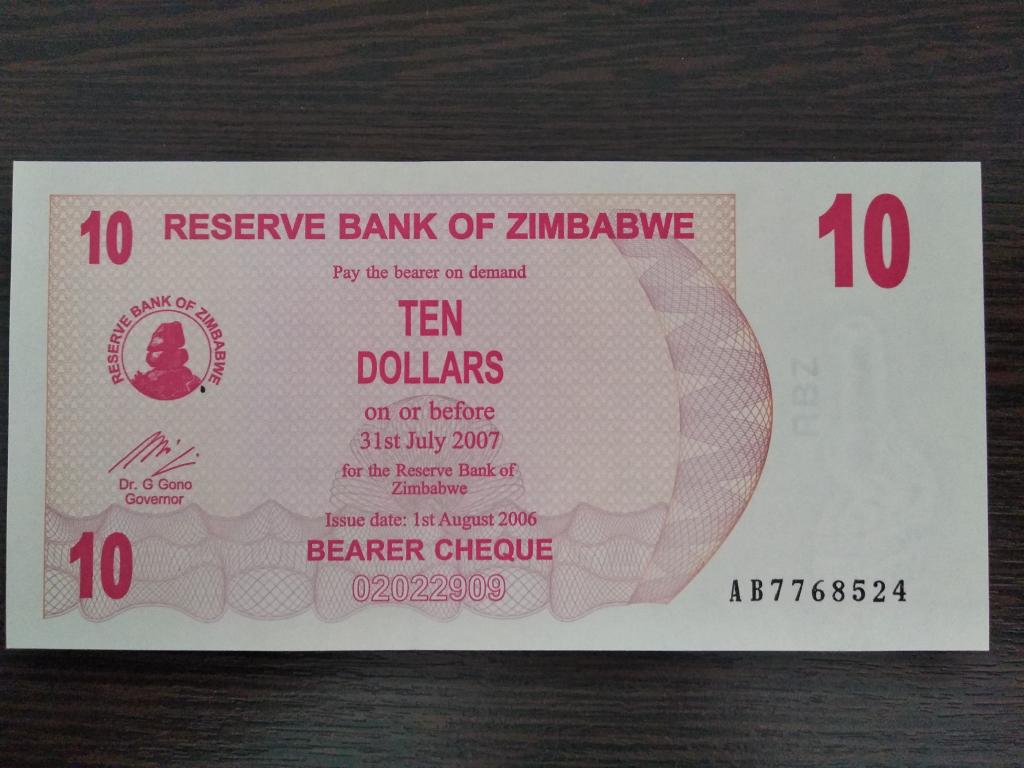 10
RESERVE BANK OF ZIMBABWE
10
Pay the bearer on demand
TEN
DOLLARS
on or before
31st July 2007
for the Reserve Bank of
Zimbabwe
Issue date: 1st August 2006
BEARER CHEQUE
02022909
RESERVE BANK OF ZIMBABWE
Dr. G Gono
Governor
10
ABZ
AB7768524